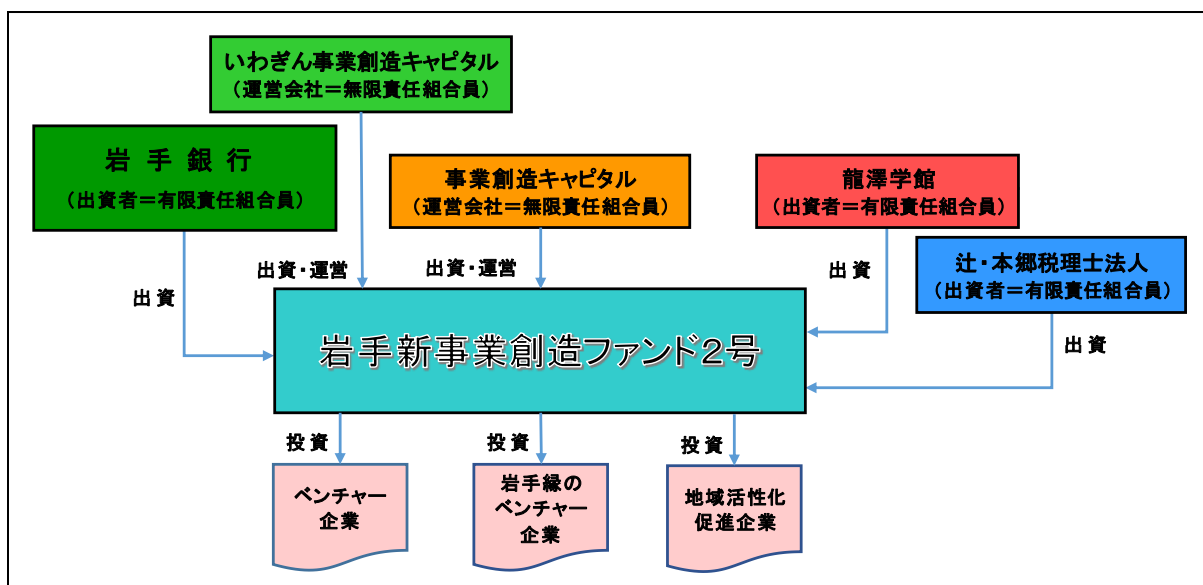 いわぎん事業創造キャピタル
（運営会社＝無限責任組合員）
岩 手 銀 行
（出資者＝有限責任組合員）
事業創造キャピタル
（運営会社＝無限責任組合員）
龍澤学館
（出資者＝有限責任組合員）
辻・本郷税理士法人
（出資者＝有限責任組合員）
出 資
出資・運営
出資・運営
出 資
出 資
岩手新事業創造ファンド２号
投 資
投 資
投 資
ベンチャー
企業
岩手縁の
ベンチャー
企業
地域活性化
促進企業